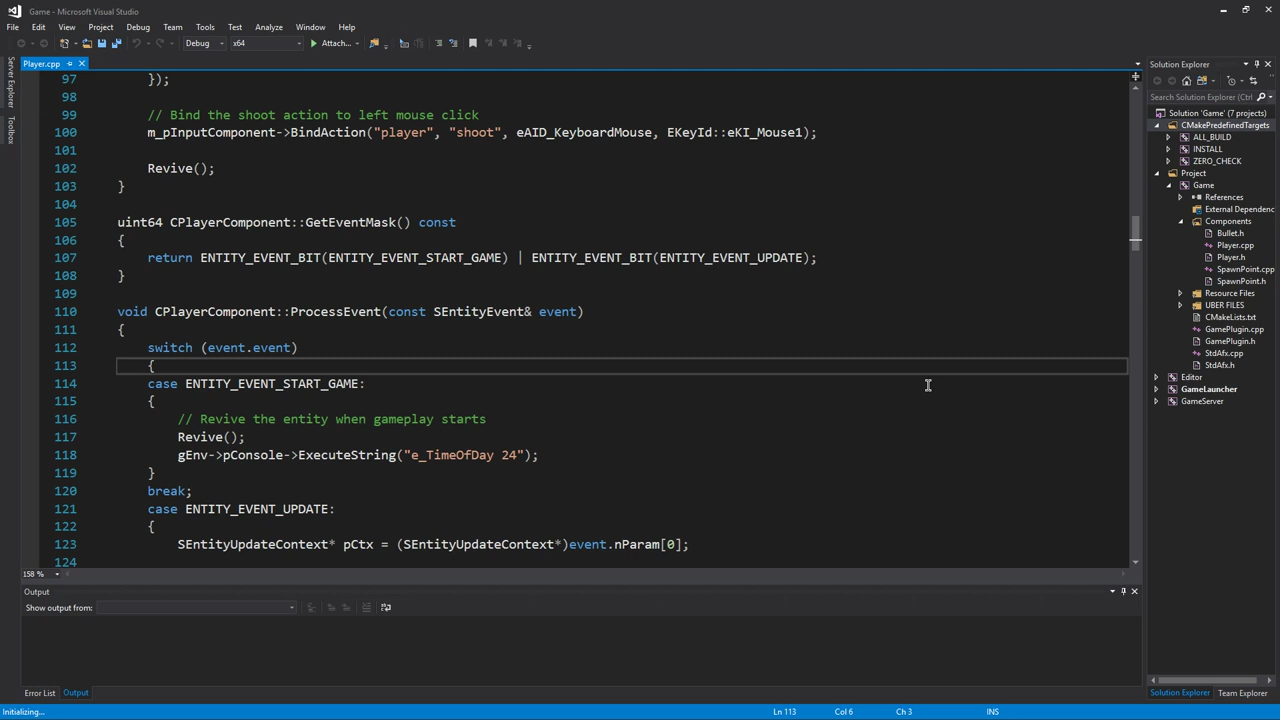 Game - Microsoft Visual Studio
File Edit View Project Debug Team Tools Test Analyze Window Help
Debug x64 Attach...
Server Explorer
Toolbox
Player.cpp
97 });
98
99 // Bind the shoot action to left mouse click
100 m_pInputComponent->BindAction("player", "shoot", eAID_KeyboardMouse, EKeyId::eKI_Mouse1);
101
102 Revive();
103 }
104
105 uint64 CPlayerComponent::GetEventMask() const
106 {
107 return ENTITY_EVENT_BIT(ENTITY_EVENT_START_GAME) | ENTITY_EVENT_BIT(ENTITY_EVENT_UPDATE);
108 }
109
110 void CPlayerComponent::ProcessEvent(const SEntityEvent& event)
111 {
112 switch (event.event)
113 {
114 case ENTITY_EVENT_START_GAME:
115 {
116 // Revive the entity when gameplay starts
117 Revive();
118 gEnv->pConsole->ExecuteString("e_TimeOfDay 24");
119 }
120 break;
121 case ENTITY_EVENT_UPDATE:
122 {
123 SEntityUpdateContext* pCtx = (SEntityUpdateContext*)event.nParam[0];
124
158 %
Output
Show output from:
Error List Output
Initializing... Ln 113 Col 6 Ch 3 INS
Solution Explorer
Search Solution Explorer (Ctrl
Solution 'Game' (7 projects)
CMakePredefinedTargets
ALL_BUILD
INSTALL
ZERO_CHECK
Project
Game
References
External Dependenc
Components
Bullet.h
Player.cpp
Player.h
SpawnPoint.cpp
SpawnPoint.h
Resource Files
UBER FILES
CMakeLists.txt
GamePlugin.cpp
GamePlugin.h
StdAfx.cpp
StdAfx.h
Editor
GameLauncher
GameServer
Solution Explorer Team Explorer